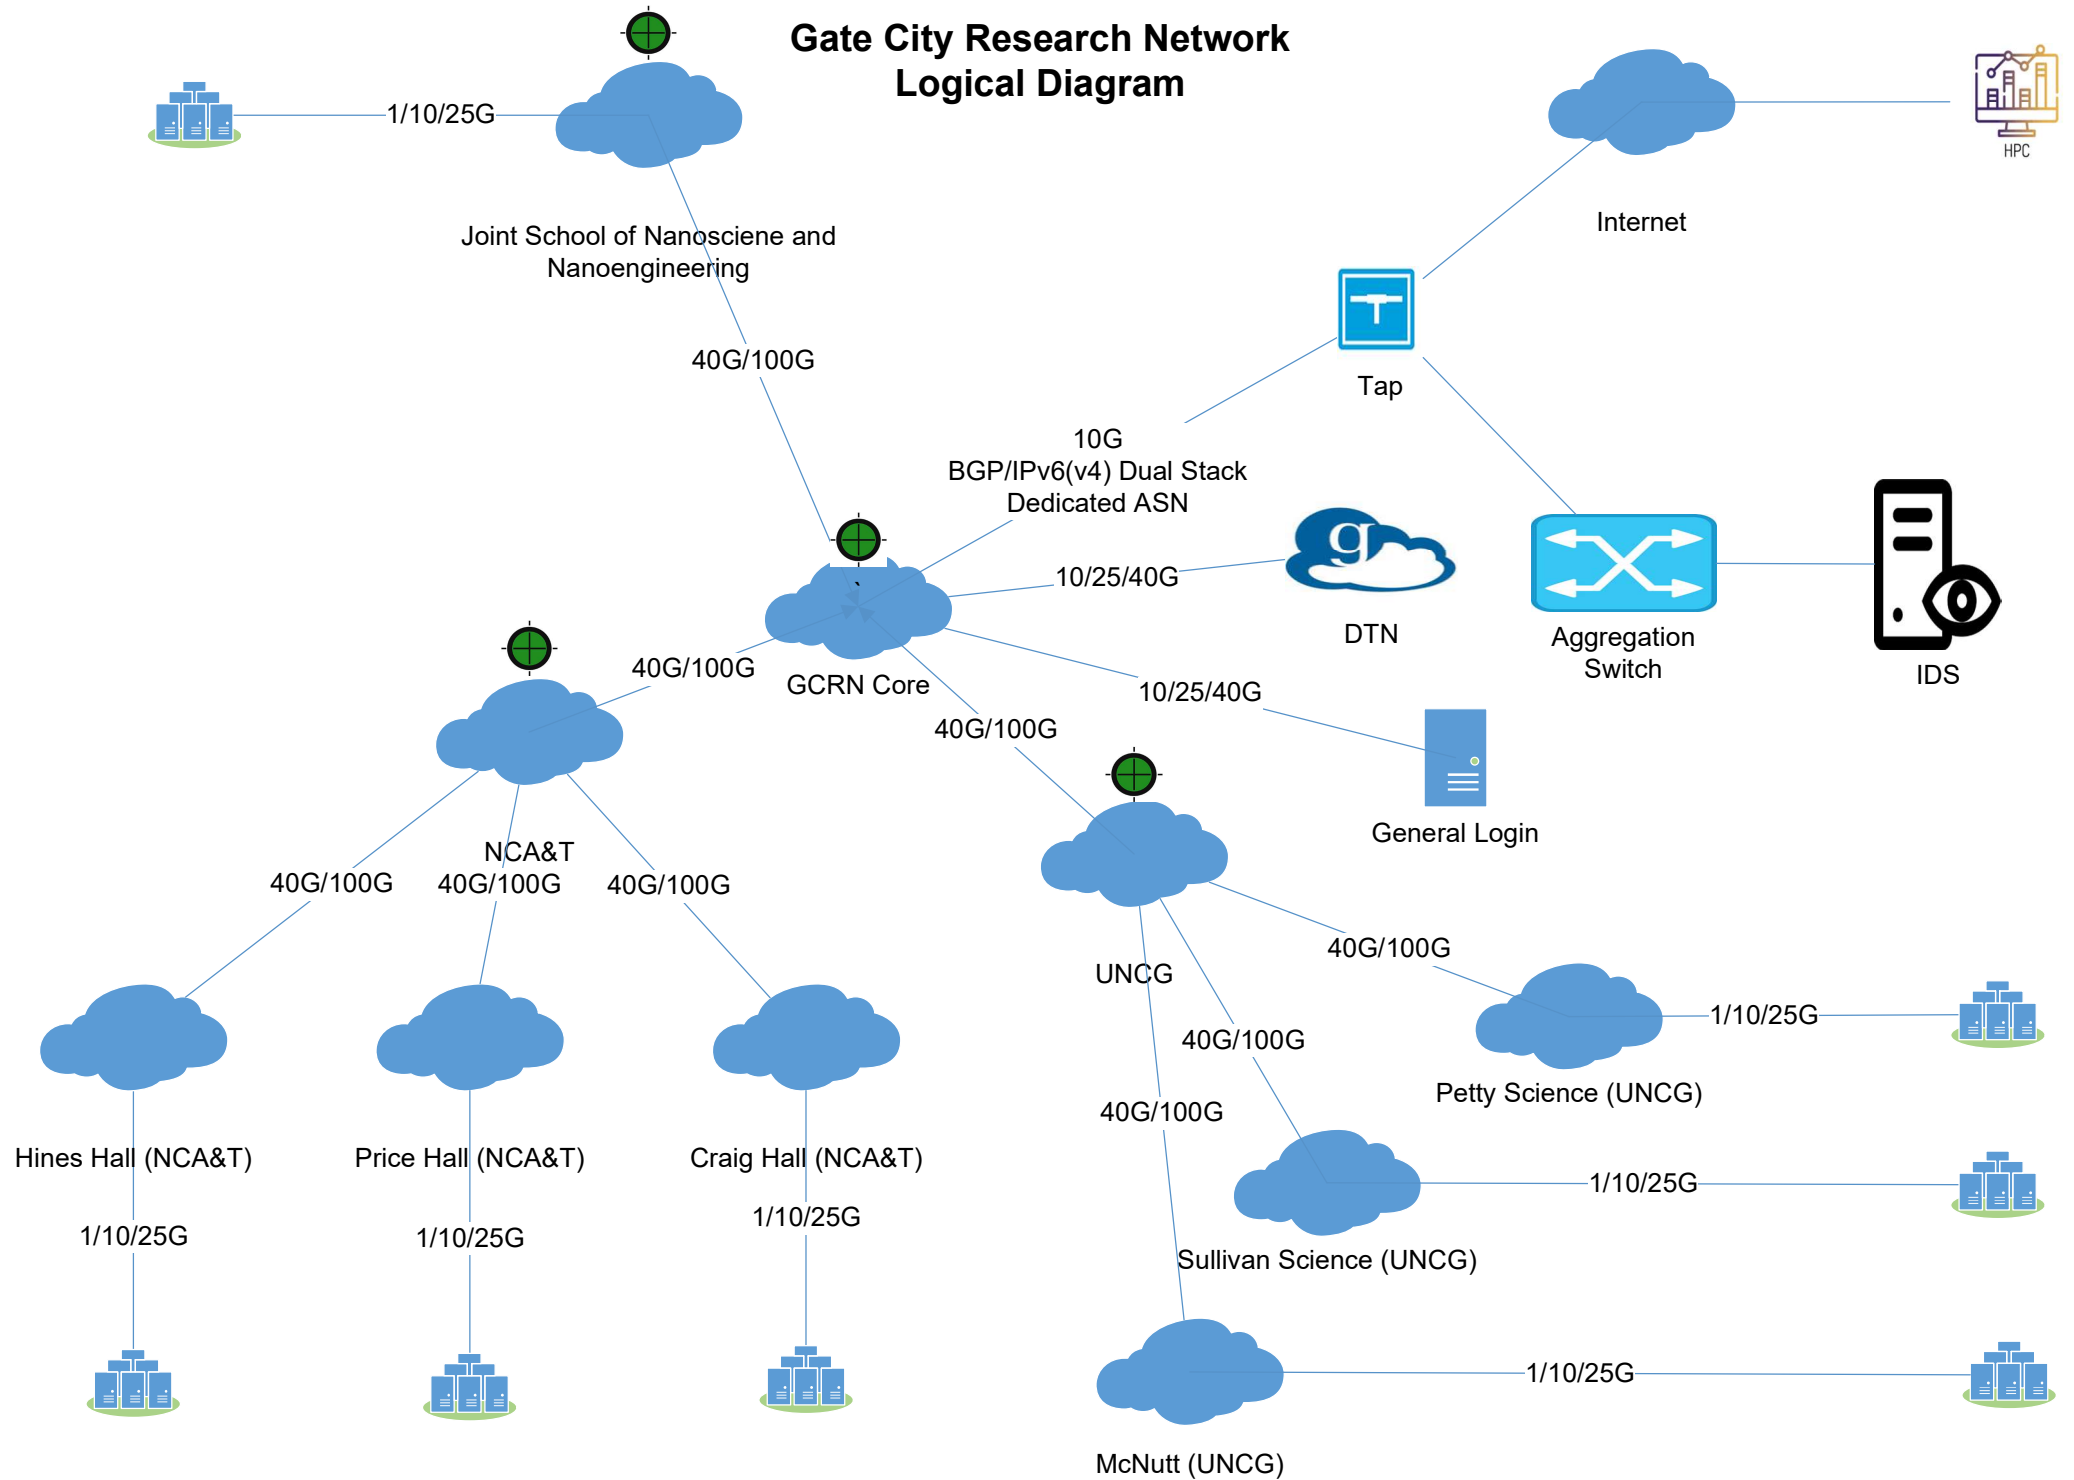 Gate City Research Network
Logical Diagram
1/10/25G
HPC
Internet
Joint School of Nanosciene and
Nanoengineering
40G/100G
Tap
10G
BGP/IPv6(v4) Dual Stack
Dedicated ASN
g
10/25/40G
DTN
Aggregation
Switch
IDS
`
40G/100G
GCRN Core
10/25/40G
40G/100G
General Login
NCA&T
40G/100G
40G/100G
40G/100G
40G/100G
UNCG
1/10/25G
40G/100G
Petty Science (UNCG)
40G/100G
Hines Hall (NCA&T)
Price Hall (NCA&T)
Craig Hall (NCA&T)
1/10/25G
1/10/25G
1/10/25G
1/10/25G
Sullivan Science (UNCG)
1/10/25G
McNutt (UNCG)